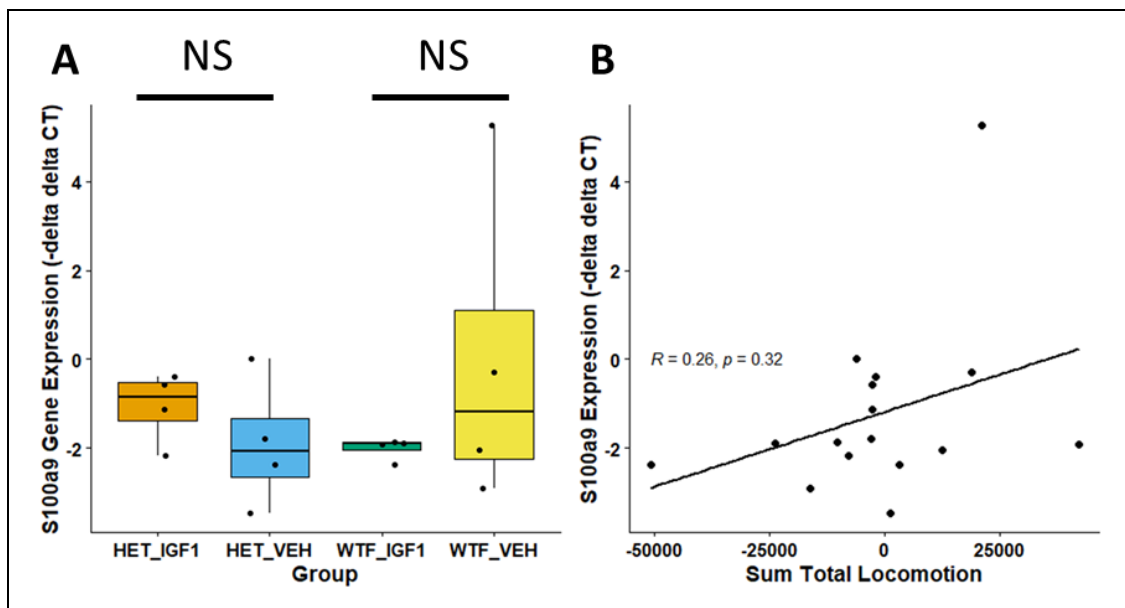 A
NS
NS
S100a9 Gene Expression (-delta delta CT)
4
2
0
-2
HET_IGF1
HET_VEH
WTF_IGF1
WTF_VEH
Group
B
S100a9 Expression (-delta delta CT)
4
2
0
-2
R = 0.26, p = 0.32
-50000
-25000
0
25000
Sum Total Locomotion